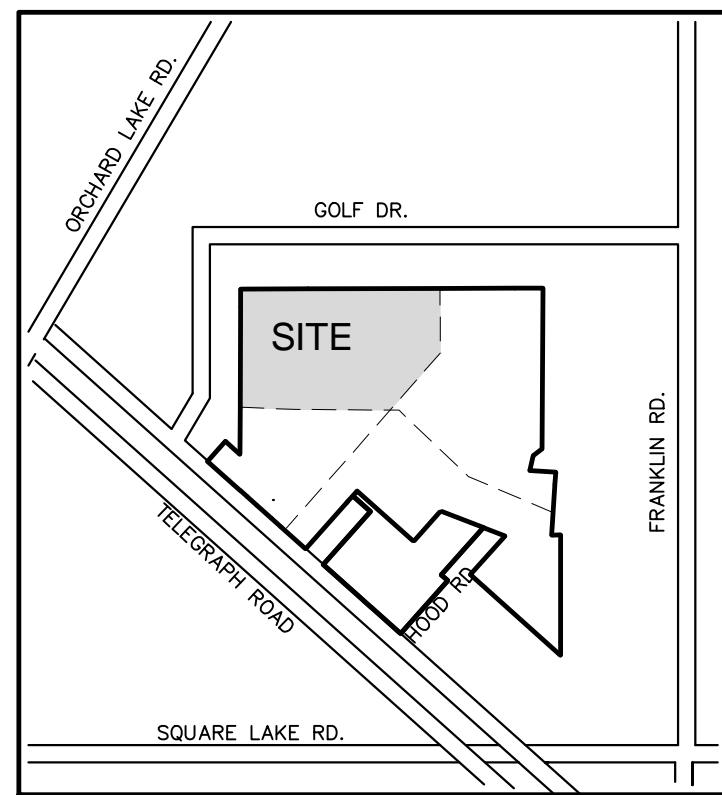 ORCHARD LAKE RD.
GOLF DR.
SITE
FRANKLIN RD.
TELEGRAPH ROAD
HOOD RD
SQUARE LAKE RD.